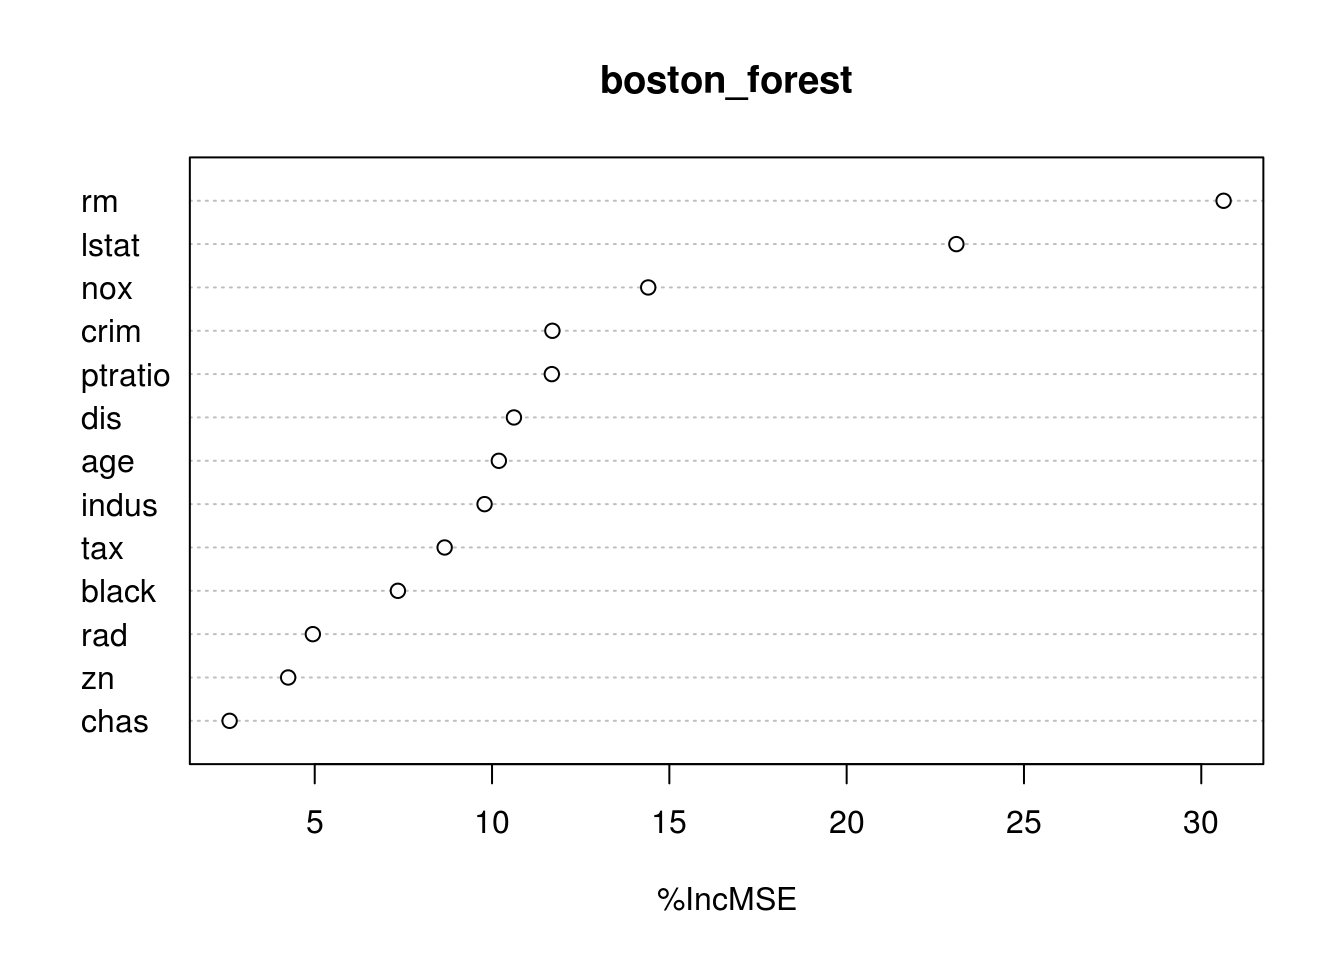 boston_forest
rm
lstat
nox
crim
ptratio
dis
age
indus
tax
black
rad
zn
chas
5 10 15 20 25 30
%IncMSE